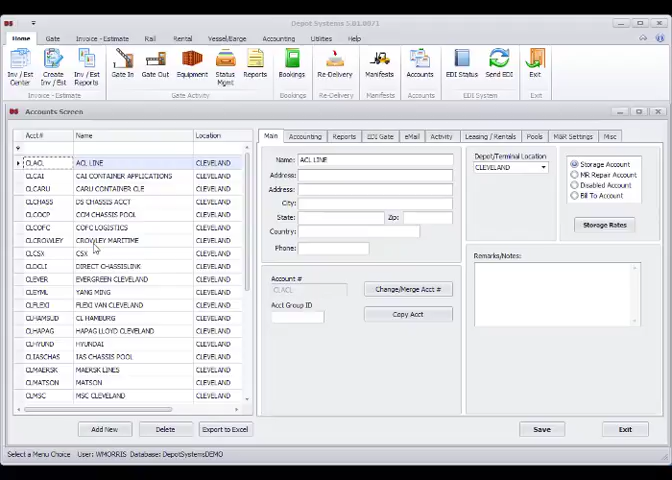 Depot Systems 5.01.0071
Home Gate Invoice - Estimate Rail Rental Vessel/Barge Accounting Utilities Help
Inv / Est Center
Create Inv / Est
Inv / Est Reports
Gate In
Gate Out
Equipment
Status Mgmt
Reports
Bookings
Re-Delivery
Manifests
Accounts
EDI Status
Send EDI
Exit
Invoice - Estimate Gate Activity Bookings Re-Delivery Manifests Accounts EDI System Exit
Accounts Screen
Acct# Name Location
CLACL ACL LINE CLEVELAND
CLCAI CAI CONTAINER APPLICATIONS CLEVELAND
CLCARU CARU CONTAINER CLE CLEVELAND
CLCHASS DS CHASSIS ACCT CLEVELAND
CLCOCP COM CHASSIS POOL CLEVELAND
CLCOFC COFC LOGISTICS CLEVELAND
CLCROWLEY CROWLEY MARITIME CLEVELAND
CLCSX CSX CLEVELAND
CLDCLI DIRECT CHASSISLINK CLEVELAND
CLEVER EVERGREEN CLEVELAND CLEVELAND
CLEYML YANG MING CLEVELAND
CLFLEXI FLEXI VAN CLEVELAND CLEVELAND
CLHAMSUD CL HAMBURG CLEVELAND
CLHAPAG HAPAG LLOYD CLEVELAND CLEVELAND
CLHYUND HYUNDAI CLEVELAND
CLIASCHAS IAS CHASSIS POOL CLEVELAND
CLMAERSK MAERSK LINES CLEVELAND
CLMATSON MATSON CLEVELAND
CLMSC MSC CLEVELAND CLEVELAND
Add New Delete Export to Excel
Main Accounting Reports EDI Gate eMail Activity Leasing / Rentals Pools M&R Settings Misc
Name: ACL LINE
Address:
Address:
City:
State: Zip:
Country:
Phone:
Account #
CLACL
Change/Merge Acct #
Acct Group ID
Copy Acct
Depot/Terminal Location
CLEVELAND
Storage Account
MR Repair Account
Disabled Account
Bill To Account
Storage Rates
Remarks/Notes:
Save Exit
Select a Menu Choice User: WMORRIS Database: DepotSystemsDEMO